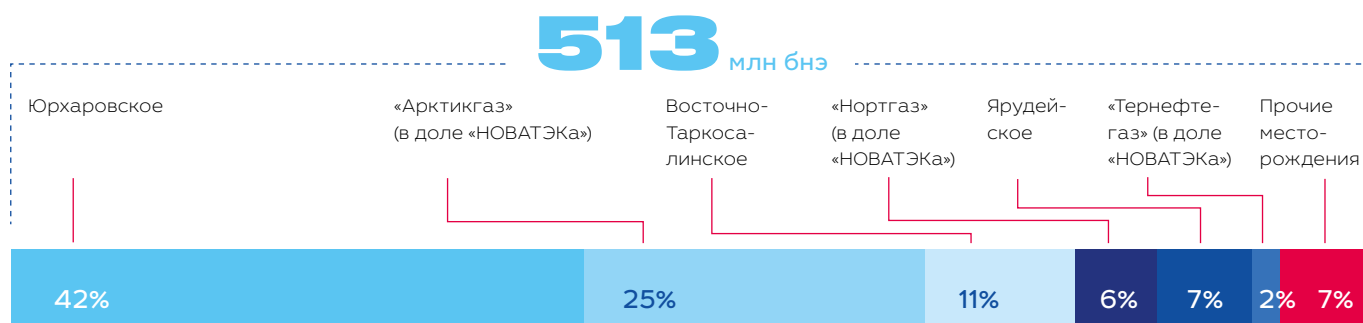 513 млн бнэ
Юрхаровское
«Арктикгаз»
(в доле «НОВАТЭКа»)
Восточно-
Таркоса-
линское
«Нортгаз»
(в доле
«НОВАТЭКа»)
Ярудей-
ское
«Тернефте-
газ» (в доле
«НОВАТЭКа»)
Прочие
место-
рождения
42%
25%
11%
6%
7%
2%
7%